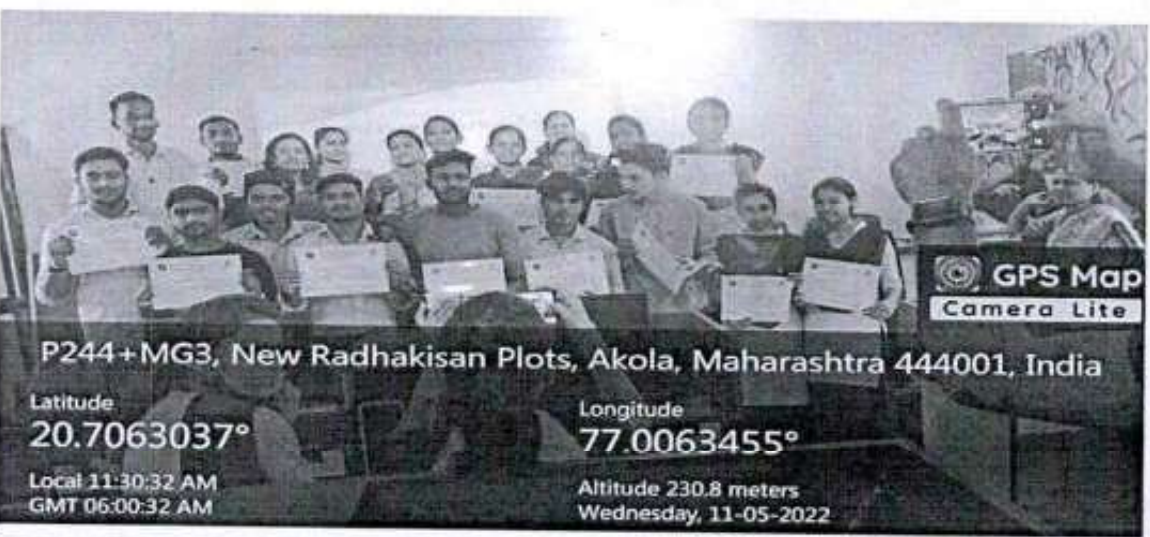 GPS Map
Camera Lite
P244+MG3, New Radhakisan Plots, Akola, Maharashtra 444001, India
Latitude
20.7063037°
Longitude
77.0063455°
Local 11:30:32 AM
GMT 06:00:32 AM
Altitude 230.8 meters
Wednesday, 11-05-2022